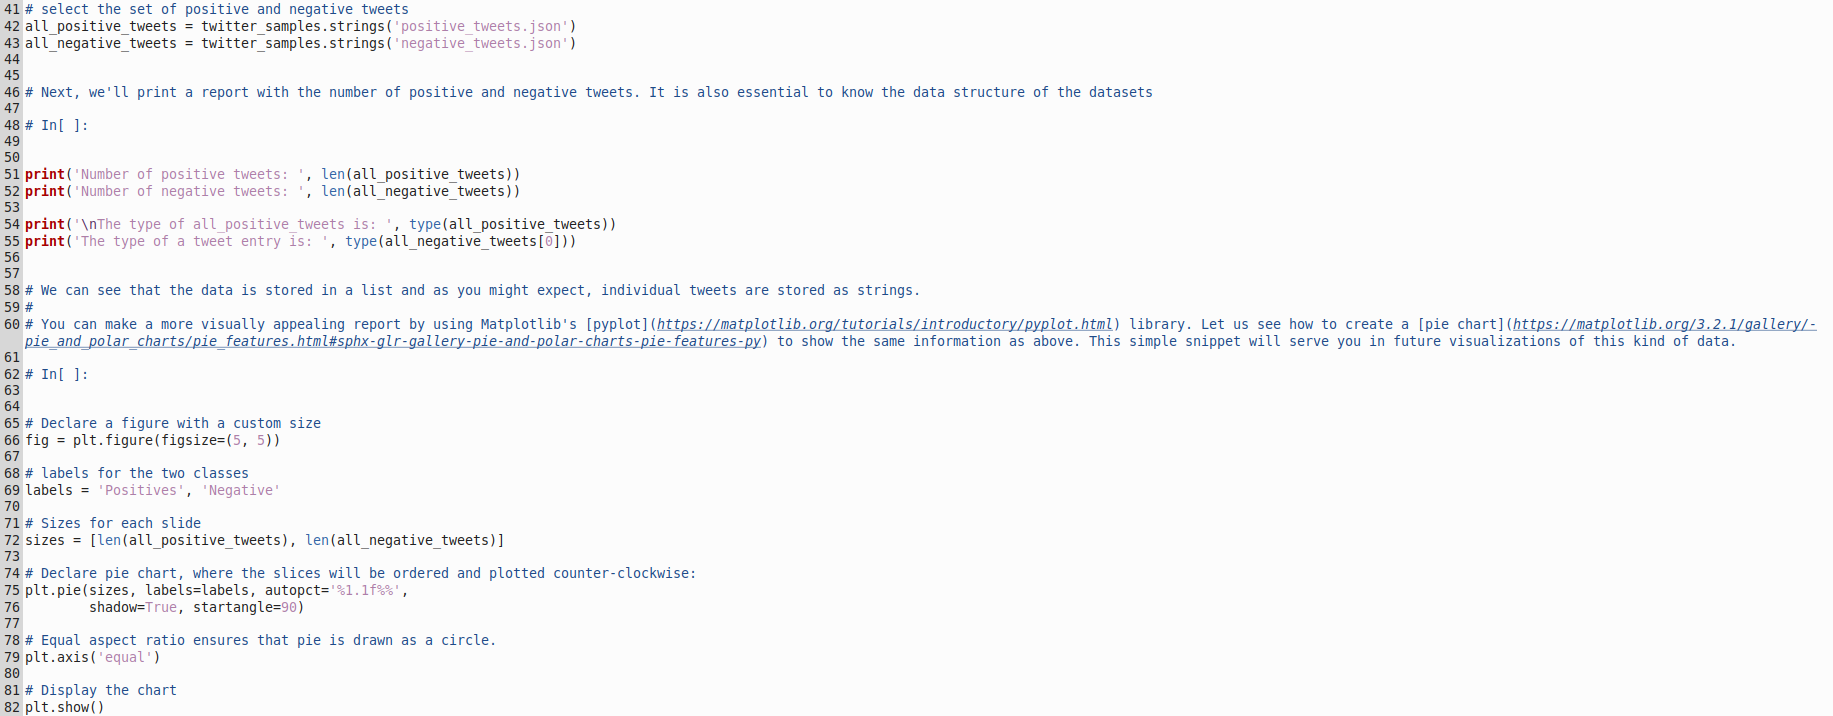 41 # select the set of positive and negative tweets
42 all_positive_tweets = twitter_samples.strings('positive_tweets.json')
43 all_negative_tweets = twitter_samples.strings('negative_tweets.json')
44
45
46 # Next, we'll print a report with the number of positive and negative tweets. It is also essential to know the data structure of the datasets
47
48 # In[ ]:
49
50
51 print('Number of positive tweets: ', len(all_positive_tweets))
52 print('Number of negative tweets: ', len(all_negative_tweets))
53
54 print('\nThe type of all_positive_tweets is: ', type(all_positive_tweets))
55 print('The type of a tweet entry is: ', type(all_negative_tweets[0]))
56
57
58 # We can see that the data is stored in a list and as you might expect, individual tweets are stored as strings.
59 #
60 # You can make a more visually appealing report by using Matplotlib's [pyplot](https://matplotlib.org/tutorials/introductory/pyplot.html) library. Let us see how to create a [pie chart](https://matplotlib.org/3.2.1/gallery/-
pie_and_polar_charts/pie_features.html#sphx-glr-gallery-pie-and-polar-charts-pie-features-py) to show the same information as above. This simple snippet will serve you in future visualizations of this kind of data.
61
62 # In[ ]:
63
64
65 # Declare a figure with a custom size
66 fig = plt.figure(figsize=(5, 5))
67
68 # labels for the two classes
69 labels = 'Positives', 'Negative'
70
71 # Sizes for each slide
72 sizes = [len(all_positive_tweets), len(all_negative_tweets)]
73
74 # Declare pie chart, where the slices will be ordered and plotted counter-clockwise:
75 plt.pie(sizes, labels=labels, autopct='%1.1f%%',
76         shadow=True, startangle=90)
77
78 # Equal aspect ratio ensures that pie is drawn as a circle.
79 plt.axis('equal')
80
81 # Display the chart
82 plt.show()